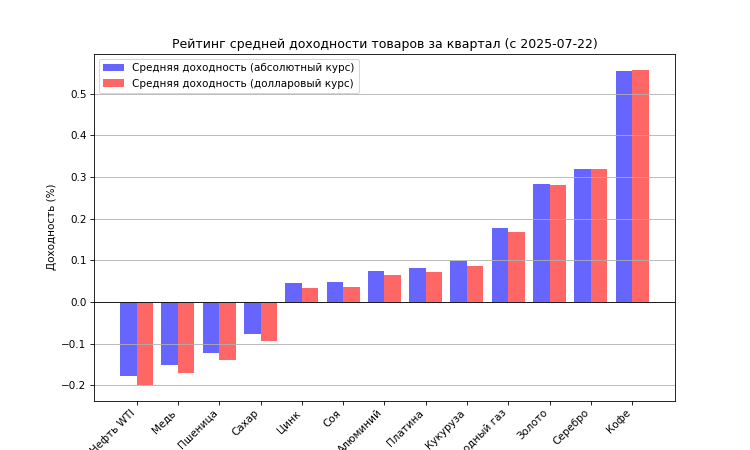 Рейтинг средней доходности товаров за квартал (с 2025-07-22)
Средняя доходность (абсолютный курс)
Средняя доходность (долларовый курс)
Доходность (%)
0.5
0.4
0.3
0.2
0.1
0.0
−0.1
−0.2
Нефть WTI
Медь
Пшеница
Сахар
Цинк
Соя
Алюминий
Платина
Кукуруза
одный газ
Золото
Серебро
Кофе